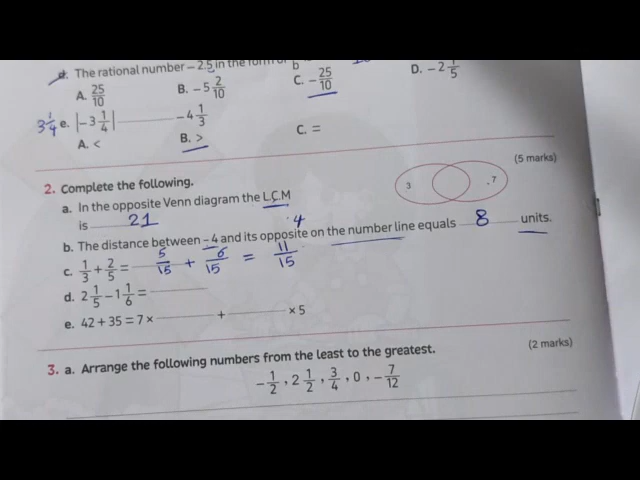 d. The rational number – 2.5 in the form of b
A. 25/10 B. – 5 2/10 C. – 25/10 D. – 2 1/5
3 1/4 e. |– 3 1/4| – 4 1/3
A. < B. > C. =
(5 marks)
2. Complete the following.
a. In the opposite Venn diagram the L.C.M
3 .7
is 21
4
b. The distance between – 4 and its opposite on the number line equals 8 units.
c. 1/3 + 2/5 = 5/15 + 6/15 = 11/15
d. 2 1/5 – 1 1/6 =
e. 42 + 35 = 7 × + × 5
3. a. Arrange the following numbers from the least to the greatest. (2 marks)
– 1/2 , 2 1/2 , 3/4 , 0 , – 7/12